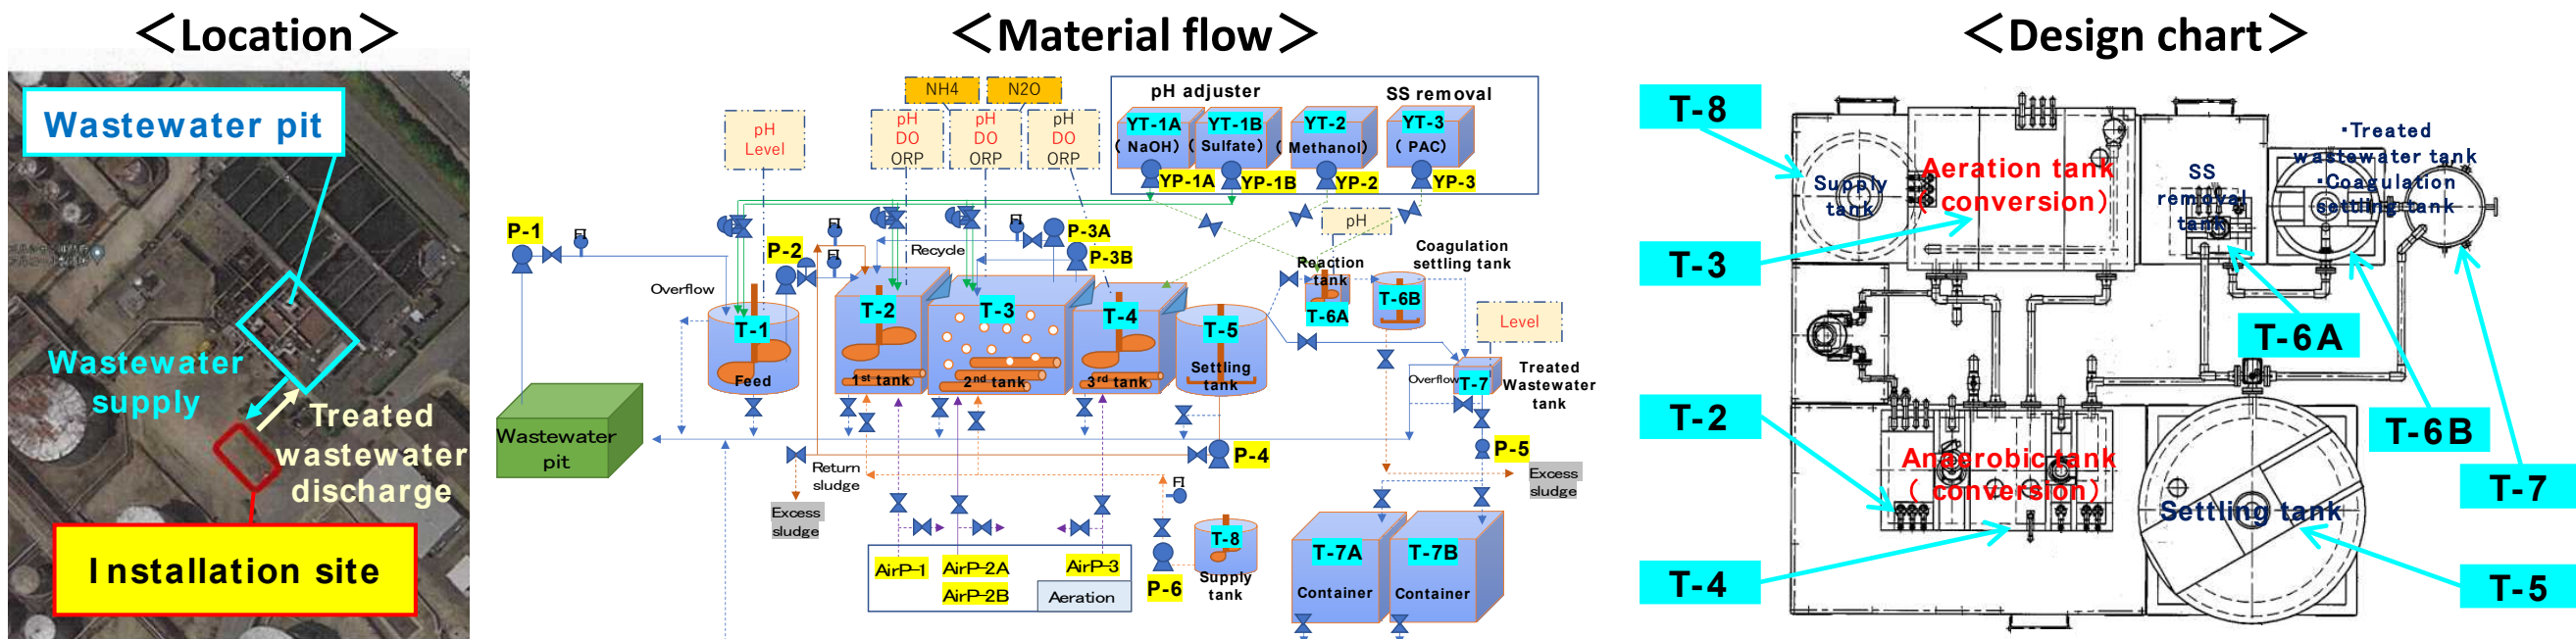 ＜Location＞
Wastewater pit
Wastewater
supply
Treated
wastewater
discharge
Installation site
＜Material flow＞
NH4
N2O
pH
Level
pH
DO
ORP
pH
DO
ORP
pH
DO
ORP
pH adjuster
SS removal
YT-1A
（NaOH）
YT-1B
（Sulfate）
YT-2
（Methanol）
YT-3
（PAC）
YP-1A
YP-1B
YP-2
YP-3
P-1
FI
P-2
FI
FI
FI
P-3A
P-3B
Recycle
pH
Reaction
tank
Coagulation
settling tank
Overflow
T-1
Feed
T-2
1st tank
T-3
2nd tank
T-4
3rd tank
T-5
Settling
tank
T-6A
T-6B
Level
Overflow
T-7
Treated
Wastewater
tank
Wastewater
pit
Return
sludge
Excess
sludge
P-4
P-5
Excess
sludge
FI
AirP-1
AirP-2A
AirP-2B
AirP-3
Aeration
P-6
T-8
Supply
tank
T-7A
Container
T-7B
Container
＜Design chart＞
T-8
T-3
T-2
T-4
Supply
tank
Aeration tank
（conversion）
SS
removal
tank
・Treated
wastewater tank
・Coagulation
settling tank
T-6A
T-6B
T-7
T-5
Anaerobic tank
（conversion）
Settling tank